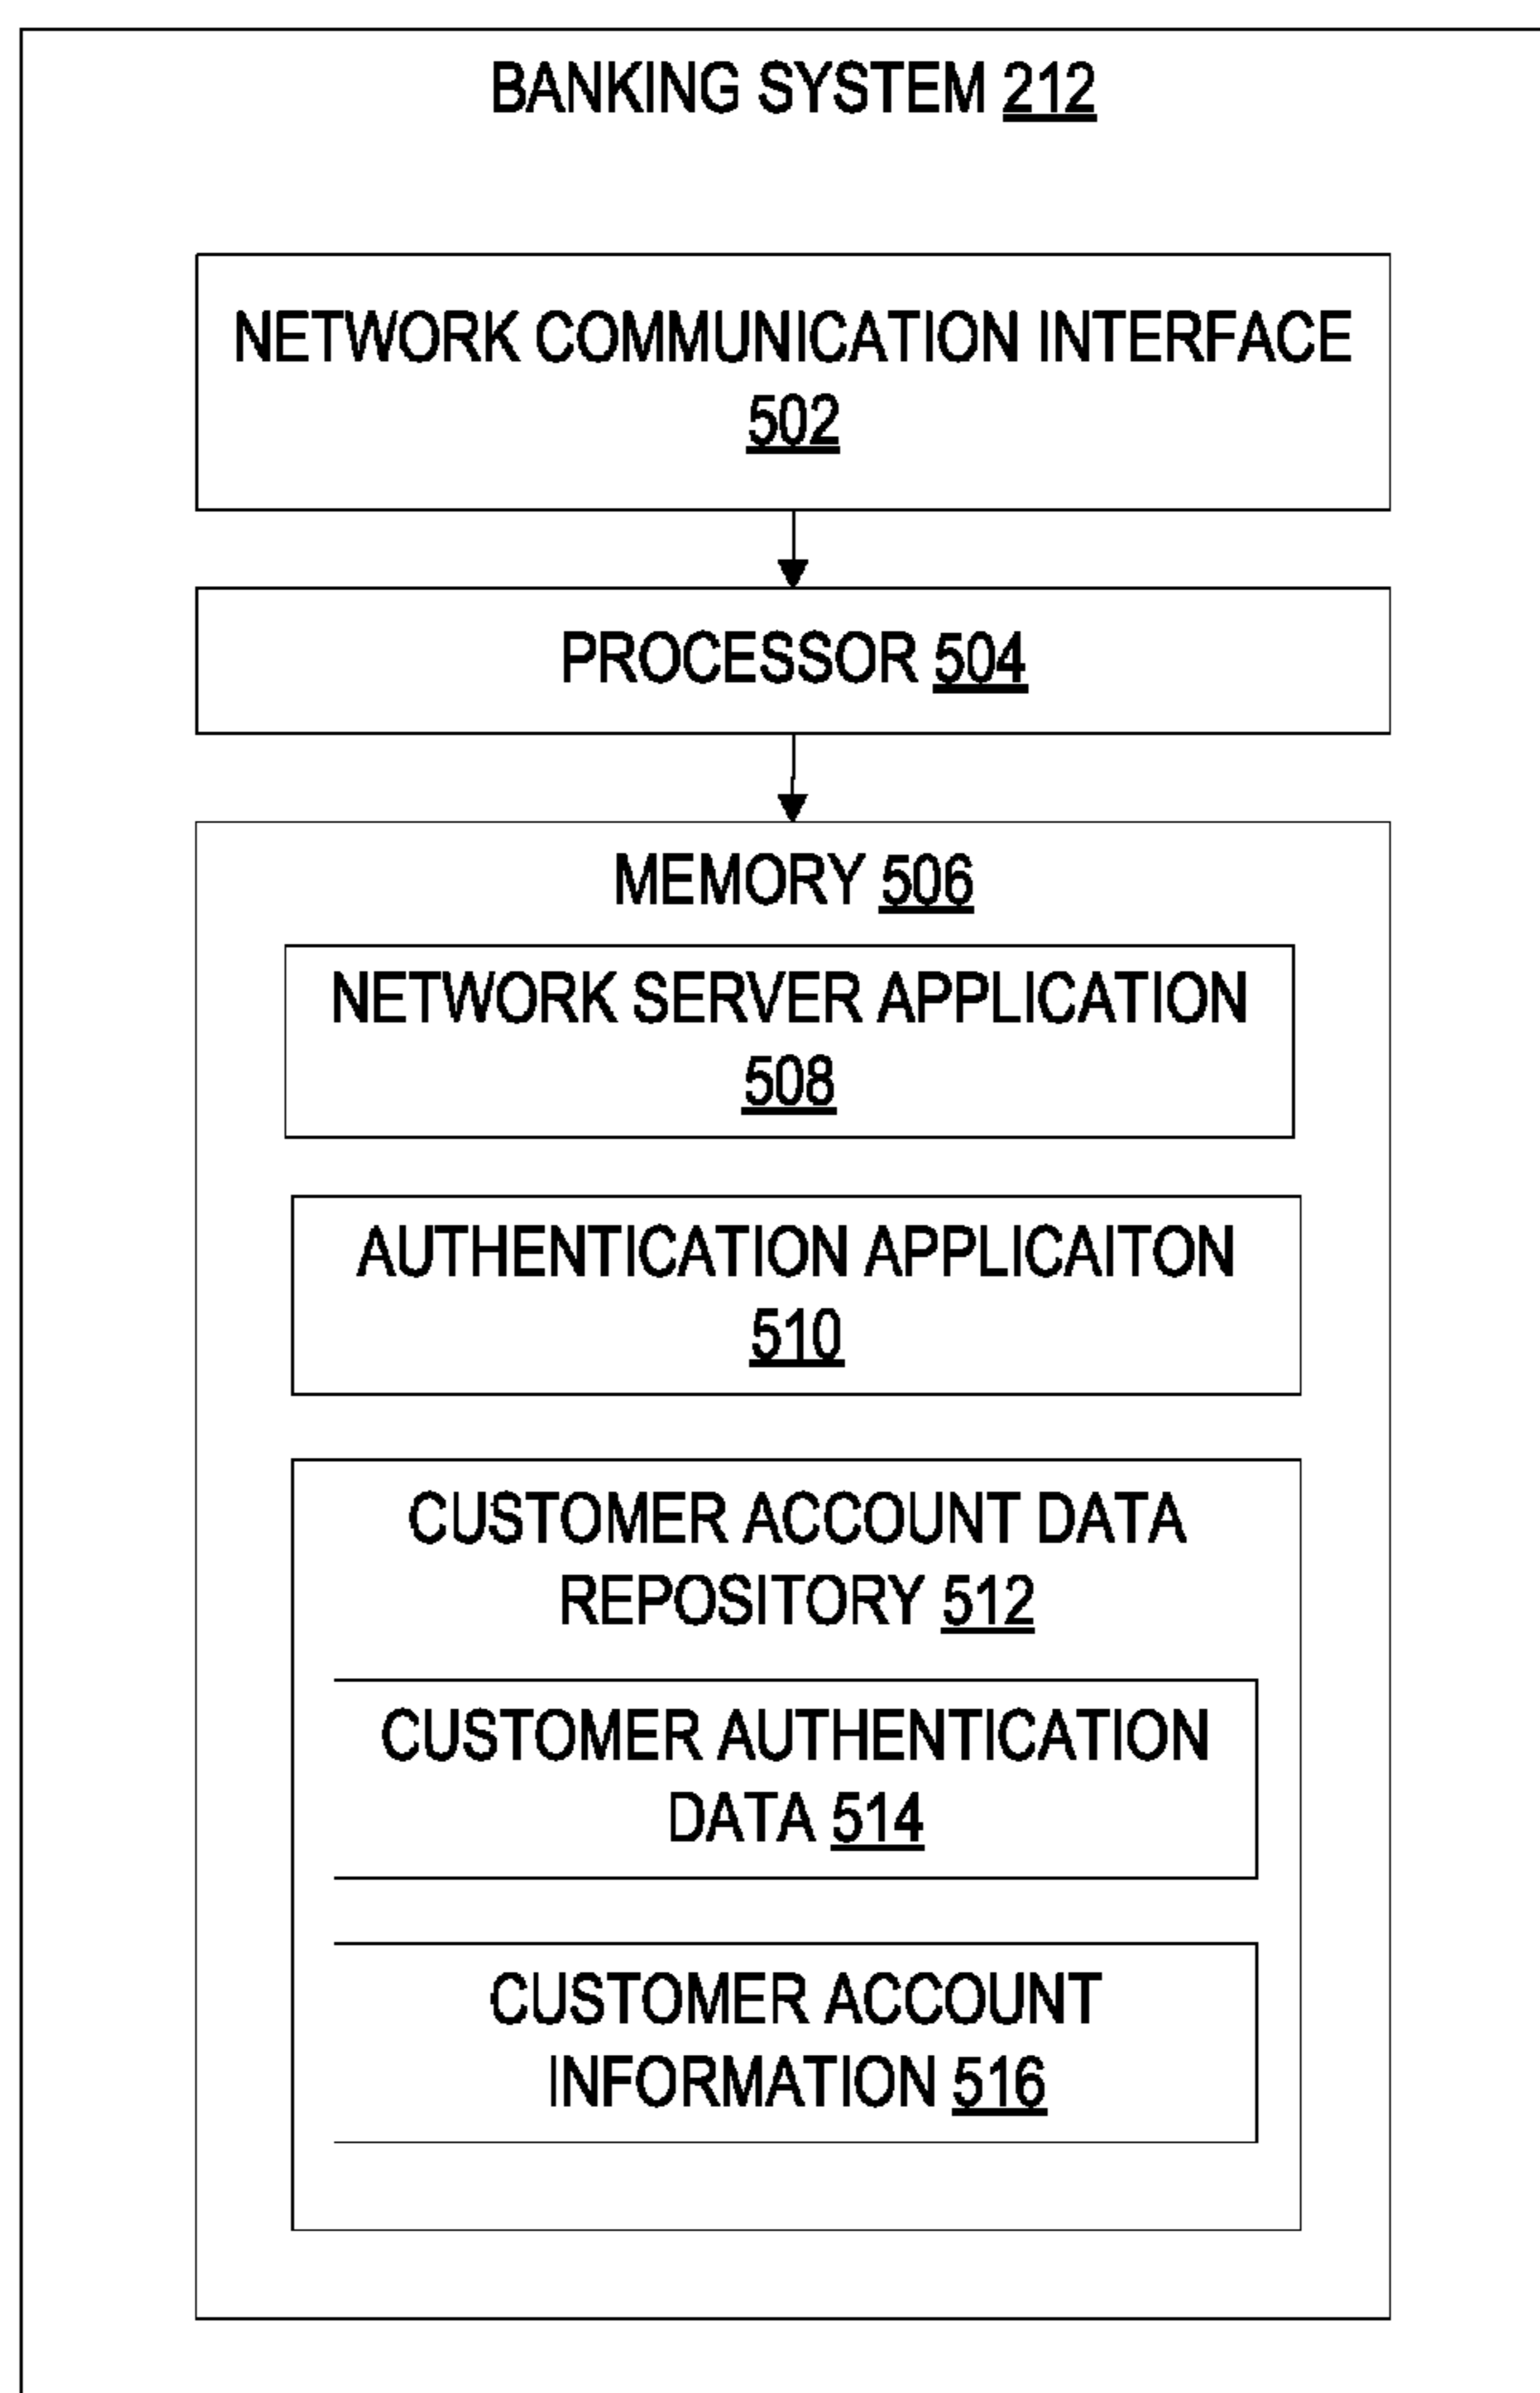 BANKING SYSTEM 212
NETWORK COMMUNICATION INTERFACE
502
PROCESSOR 504
MEMORY 506
NETWORK SERVER APPLICATION
508
AUTHENTICATION APPLICAITON
510
CUSTOMER ACCOUNT DATA
REPOSITORY 512
CUSTOMER AUTHENTICATION
DATA 514
CUSTOMER ACCOUNT
INFORMATION 516